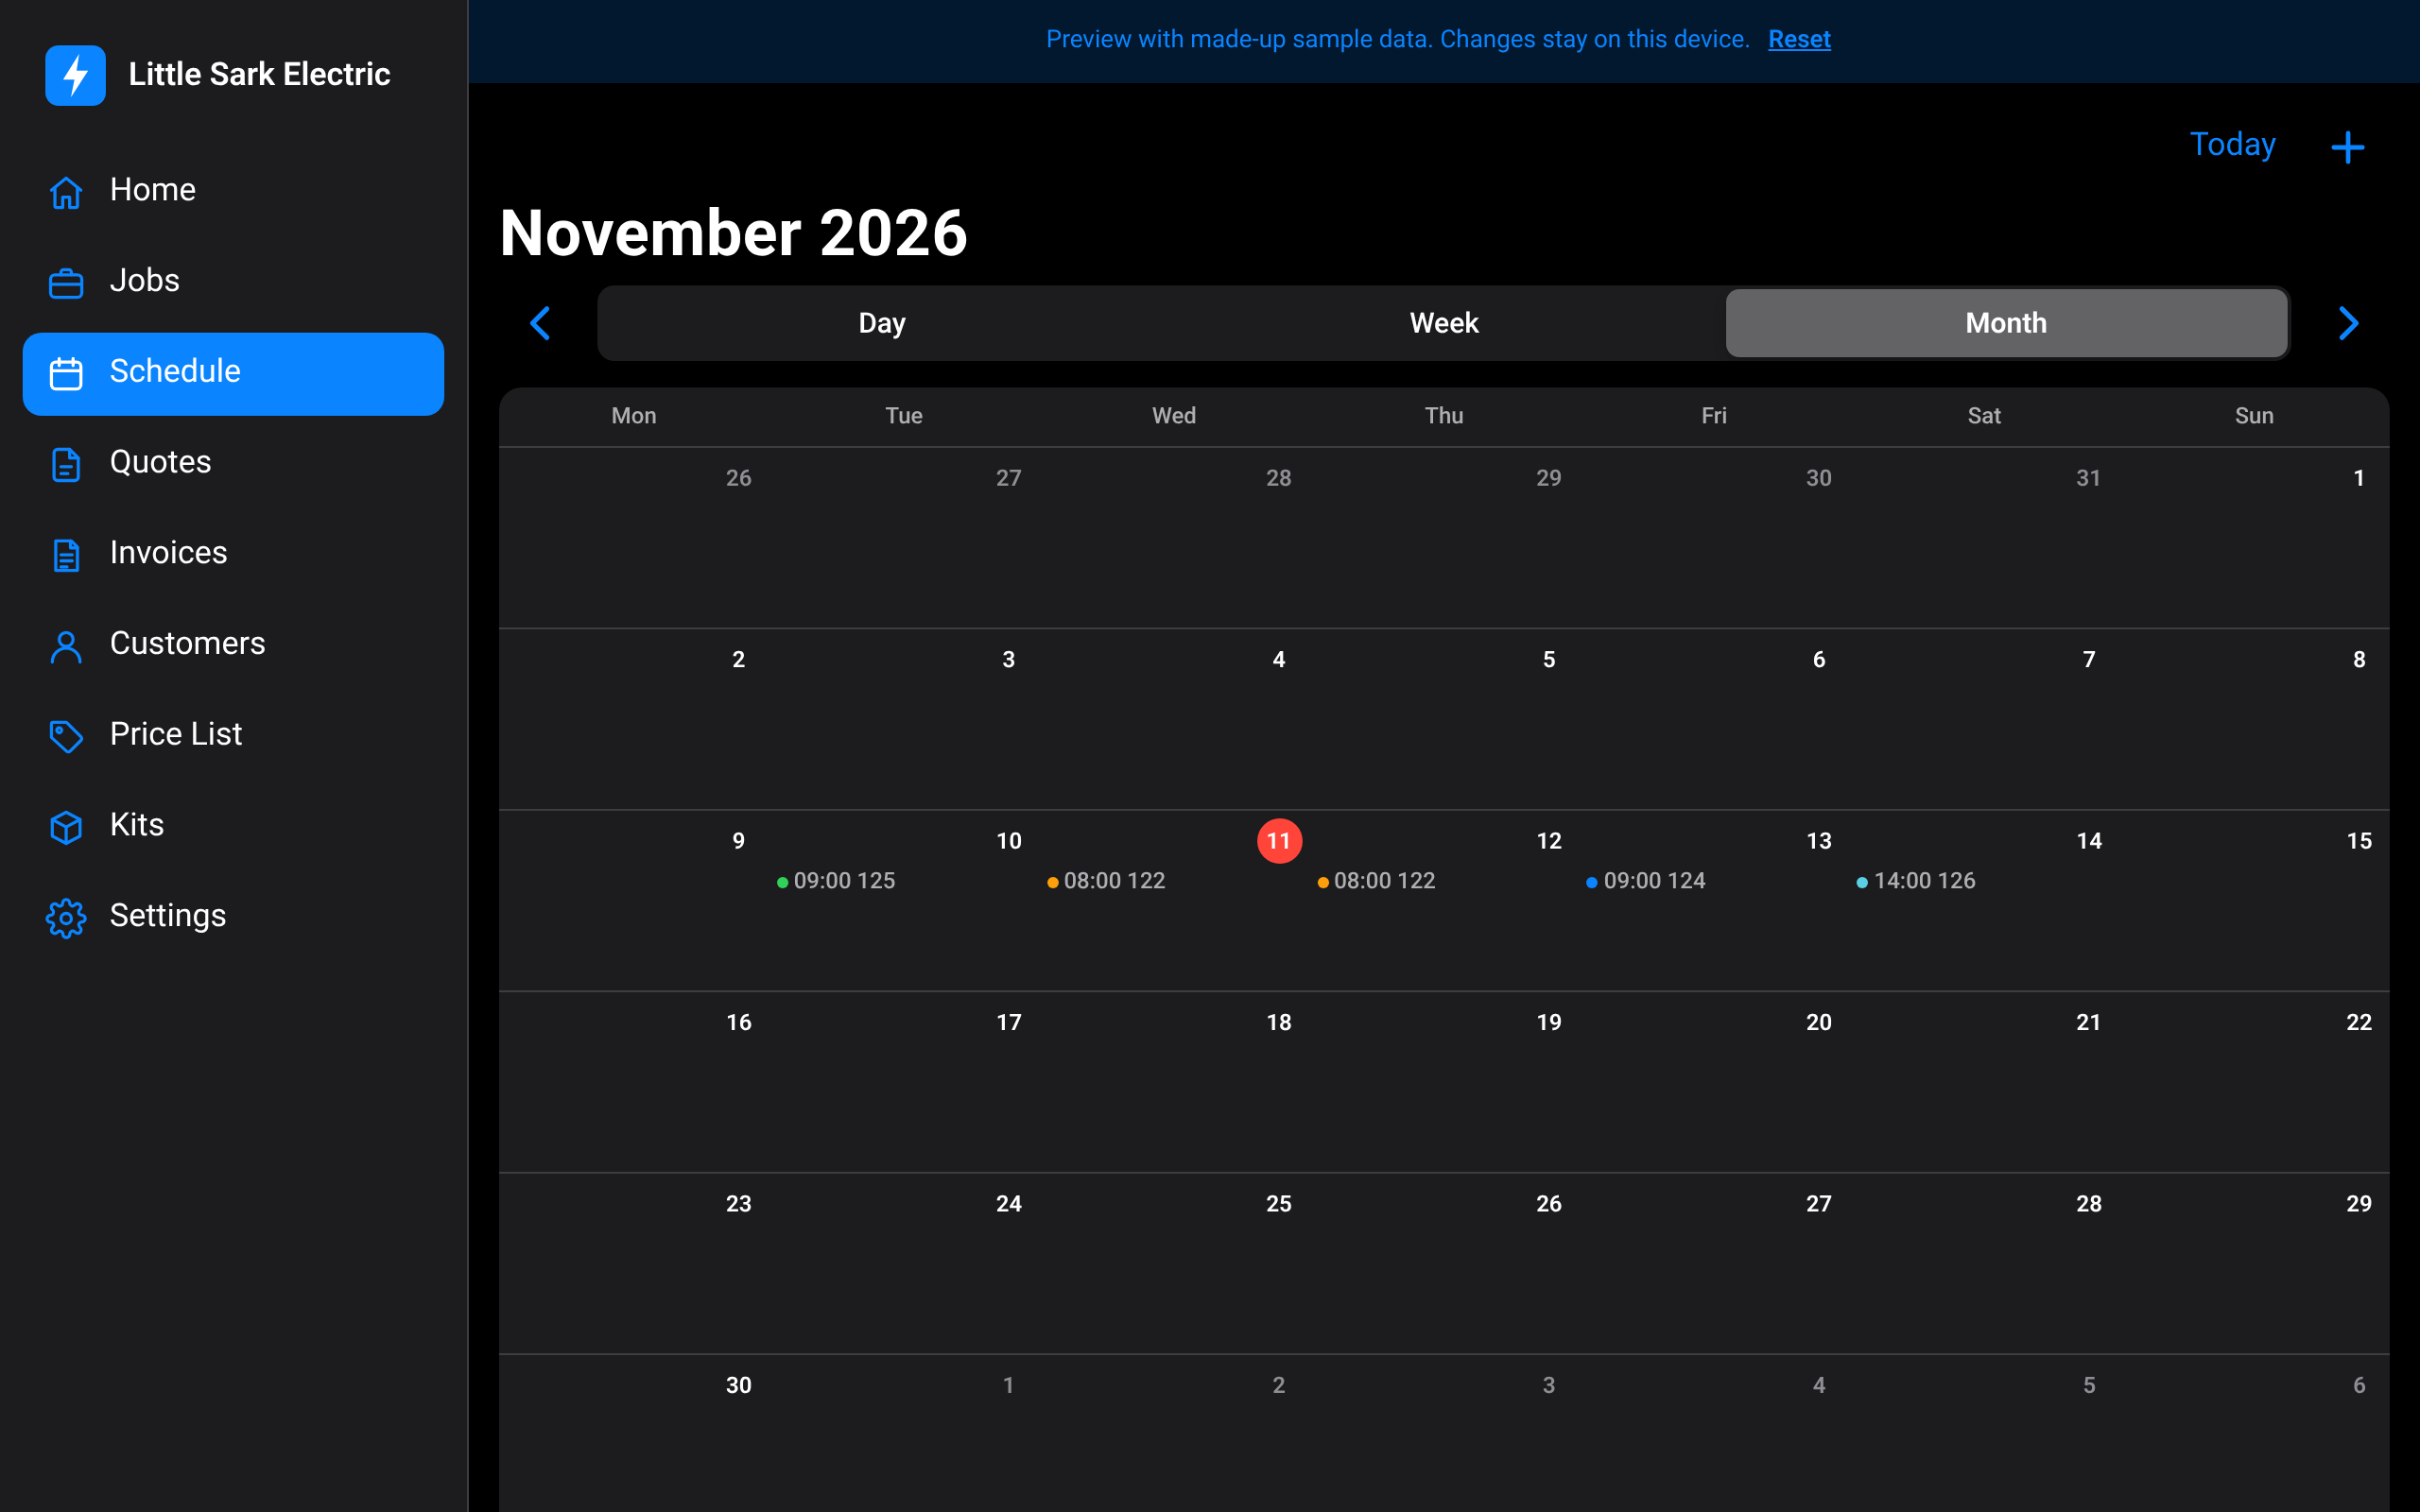 Preview with made-up sample data. Changes stay on this device. Reset
Little Sark Electric
Home
Jobs
Schedule
Quotes
Invoices
Customers
Price List
Kits
Settings
Today
November 2026
Day Week Month
Mon Tue Wed Thu Fri Sat Sun
26 27 28 29 30 31 1
2 3 4 5 6 7 8
9 10 11 12 13 14 15
09:00 125 08:00 122 08:00 122 09:00 124 14:00 126
16 17 18 19 20 21 22
23 24 25 26 27 28 29
30 1 2 3 4 5 6